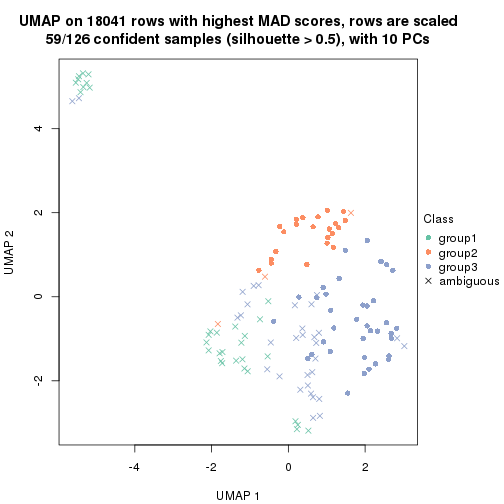 UMAP on 18041 rows with highest MAD scores, rows are scaled
59/126 confident samples (silhouette > 0.5), with 10 PCs
4
2
0
-2
UMAP 2
-4
-2
0
2
UMAP 1
Class
group1
group2
group3
ambiguous